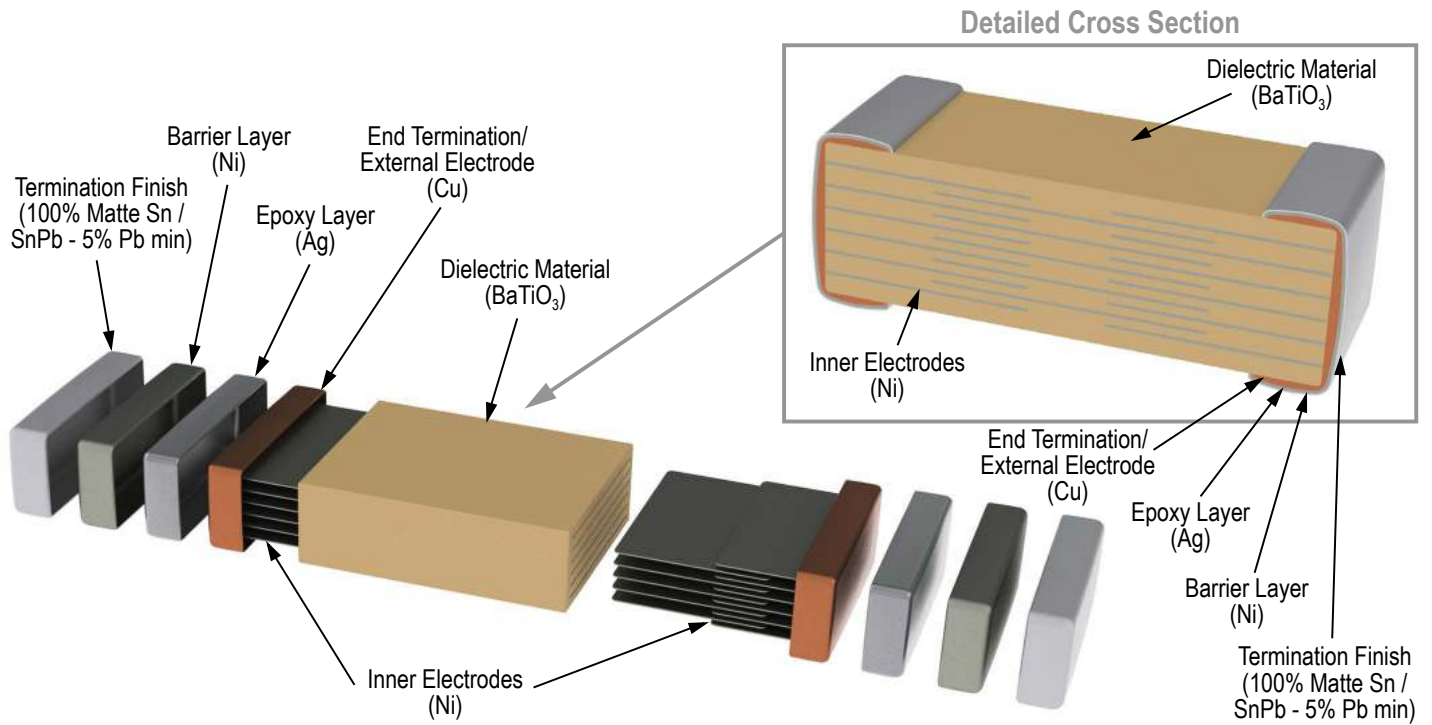 Detailed Cross Section
Dielectric Material
(BaTiO₃)
Inner Electrodes
(Ni)
End Termination/
External Electrode
(Cu)
Epoxy Layer
(Ag)
Barrier Layer
(Ni)
Termination Finish
(100% Matte Sn /
SnPb - 5% Pb min)
Barrier Layer
(Ni)
End Termination/
External Electrode
(Cu)
Termination Finish
(100% Matte Sn /
SnPb - 5% Pb min)
Epoxy Layer
(Ag)
Dielectric Material
(BaTiO₃)
Inner Electrodes
(Ni)